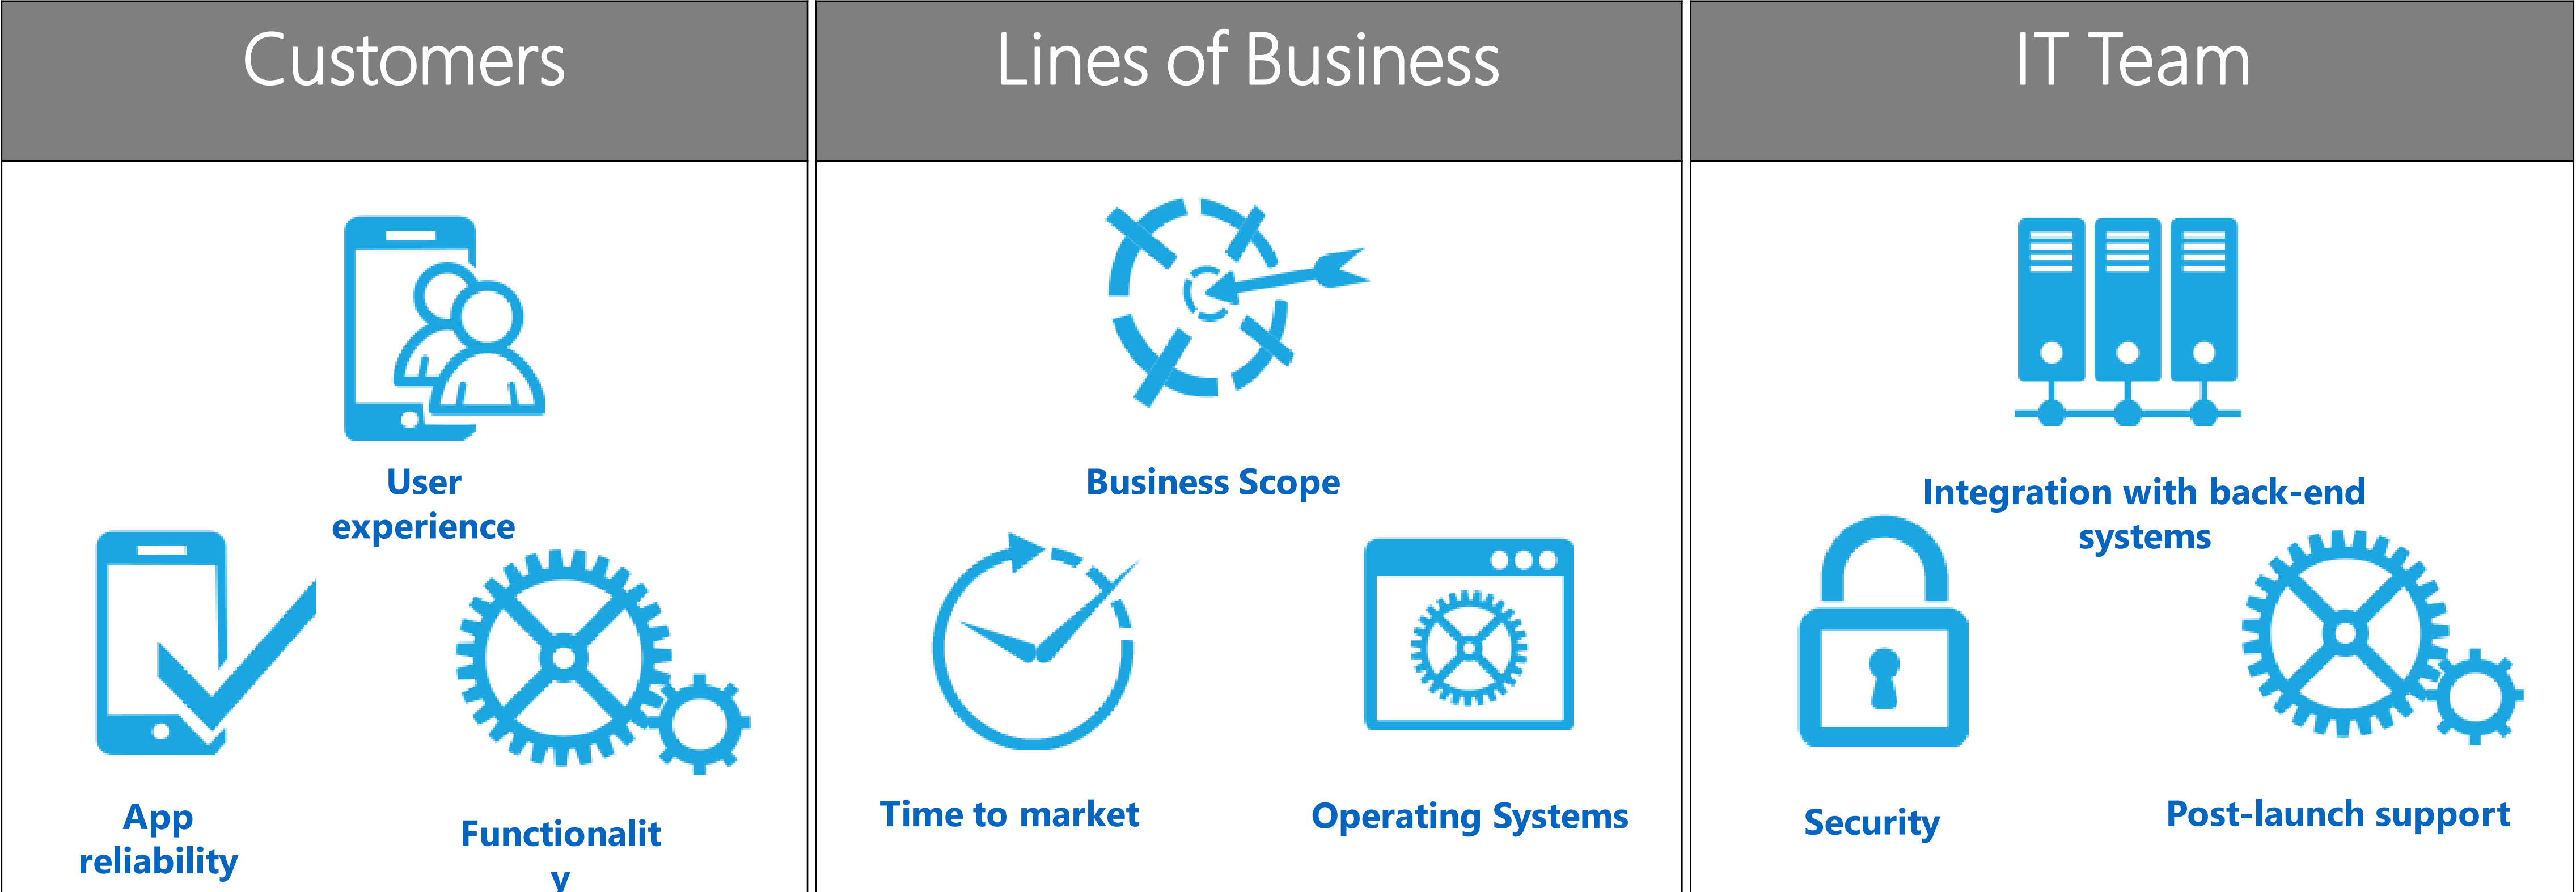 Customers
User
experience
App
reliability
Functionalit
y
Lines of Business
Business Scope
Time to market
Operating Systems
IT Team
Integration with back-end
systems
Security
Post-launch support